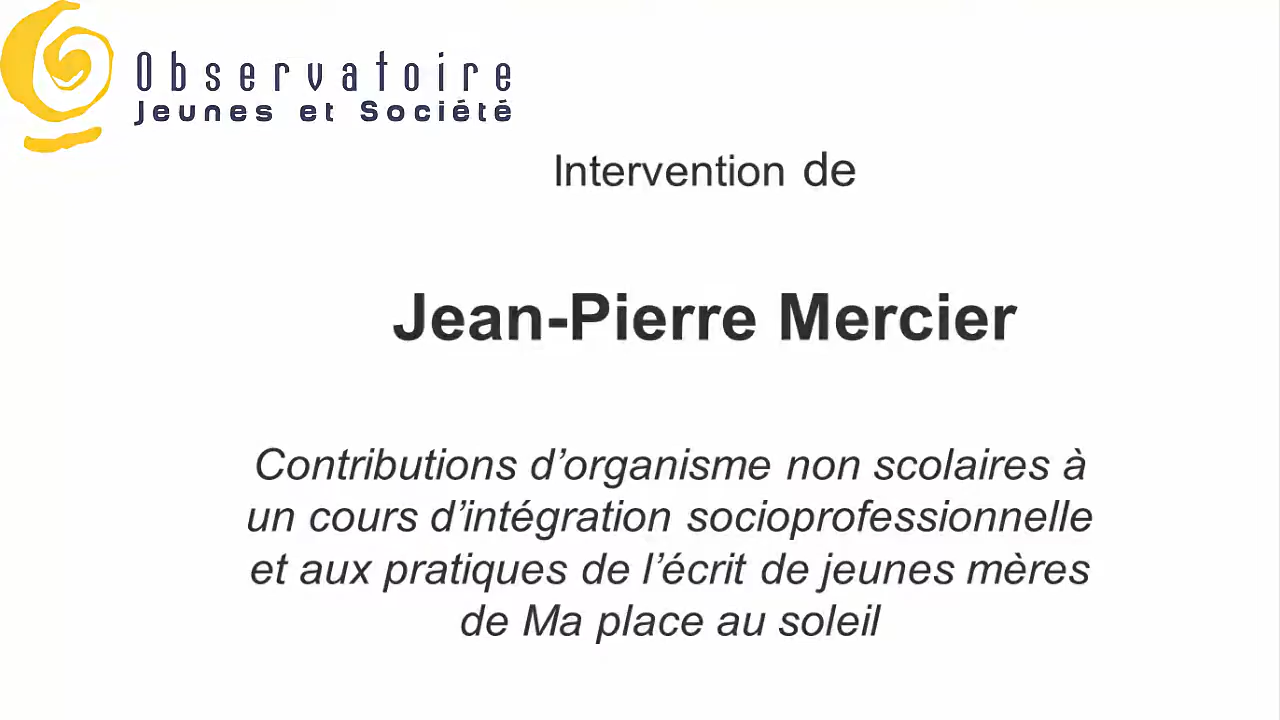 Observatoire
Jeunes et Société
Intervention de
Jean-Pierre Mercier
Contributions d’organisme non scolaires à
un cours d’intégration socioprofessionnelle
et aux pratiques de l’écrit de jeunes mères
de Ma place au soleil